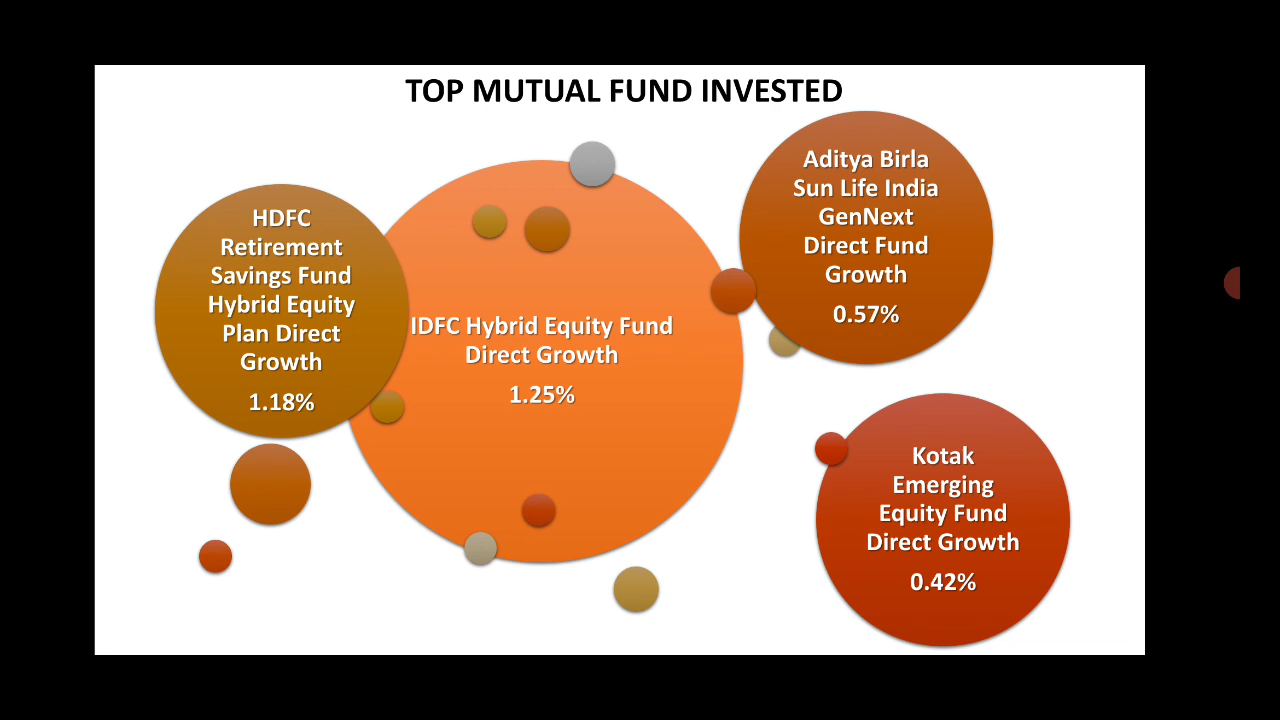 TOP MUTUAL FUND INVESTED
HDFC
Retirement
Savings Fund
Hybrid Equity
Plan Direct
Growth
1.18%
IDFC Hybrid Equity Fund
Direct Growth
1.25%
Aditya Birla
Sun Life India
GenNext
Direct Fund
Growth
0.57%
Kotak
Emerging
Equity Fund
Direct Growth
0.42%